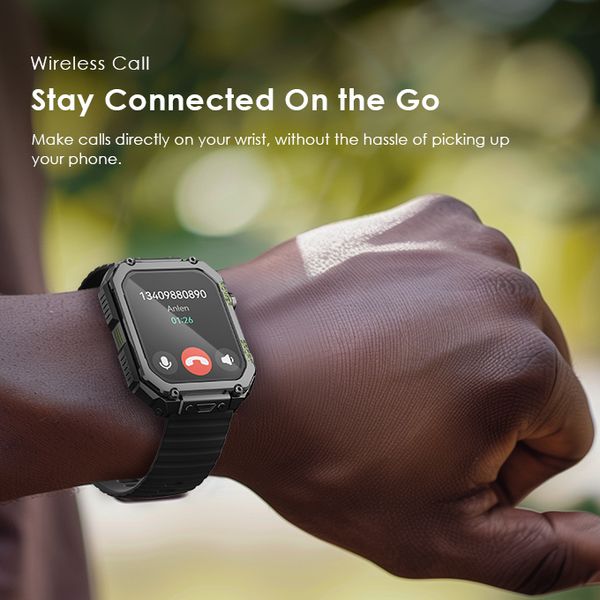 Wireless Call
Stay Connected On the Go
Make calls directly on your wrist, without the hassle of picking up
your phone.
13409880890
Anlen
01:26